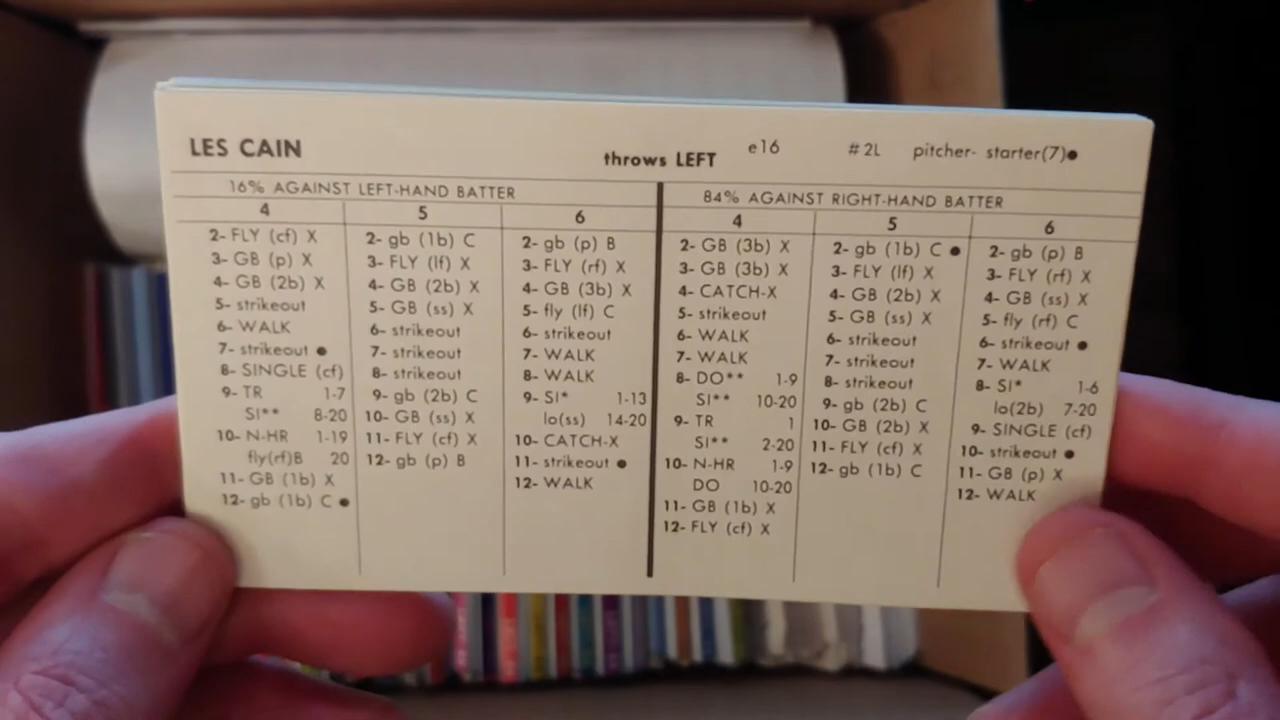 LES CAIN throws LEFT e16 #2L pitcher- starter(7)●
16% AGAINST LEFT-HAND BATTER
4
2- FLY (cf) X
3- GB (p) X
4- GB (2b) X
5- strikeout
6- WALK
7- strikeout ●
8- SINGLE (cf)
9- TR 1-7
SI** 8-20
10- N-HR 1-19
fly(rf)B 20
11- GB (1b) X
12- gb (1b) C ●
5
2- gb (1b) C
3- FLY (lf) X
4- GB (2b) X
5- GB (ss) X
6- strikeout
7- strikeout
8- strikeout
9- gb (2b) C
10- GB (ss) X
11- FLY (cf) X
12- gb (p) B
6
2- gb (p) B
3- FLY (rf) X
4- GB (3b) X
5- fly (lf) C
6- strikeout
7- WALK
8- WALK
9- SI* 1-13
lo(ss) 14-20
10- CATCH-X
11- strikeout ●
12- WALK
84% AGAINST RIGHT-HAND BATTER
4
2- GB (3b) X
3- GB (3b) X
4- CATCH-X
5- strikeout
6- WALK
7- WALK
8- DO** 1-9
SI** 10-20
9- TR 1
SI** 2-20
10- N-HR 1-9
DO 10-20
11- GB (1b) X
12- FLY (cf) X
5
2- gb (1b) C ●
3- FLY (lf) X
4- GB (2b) X
5- GB (ss) X
6- strikeout
7- strikeout
8- strikeout
9- gb (2b) C
10- GB (2b) X
11- FLY (cf) X
12- gb (1b) C
6
2- gb (p) B
3- FLY (rf) X
4- GB (ss) X
5- fly (rf) C
6- strikeout ●
7- WALK
8- SI* 1-6
lo(2b) 7-20
9- SINGLE (cf)
10- strikeout ●
11- GB (p) X
12- WALK